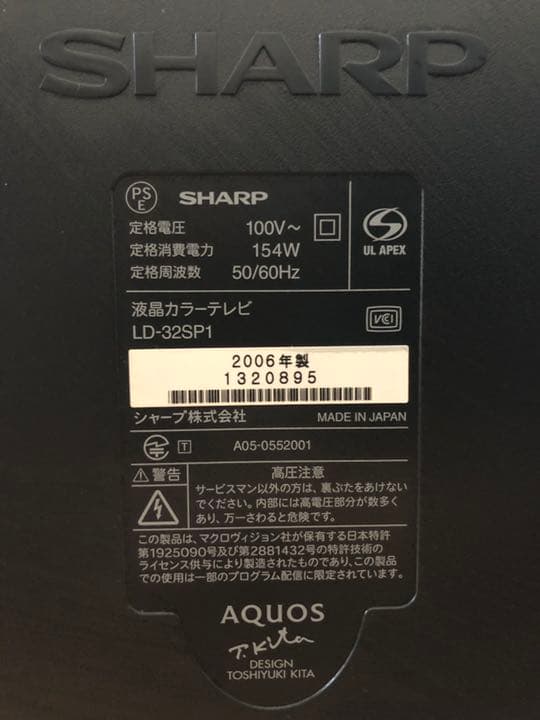 SHARP
PS
E
SHARP
定格電圧 100V～
定格消費電力 154W
定格周波数 50/60Hz
UL APEX
液晶カラーテレビ
LD-32SP1
VCI
2006年製
1320895
シャープ株式会社 MADE IN JAPAN
T A05-0552001
警告 高圧注意
サービスマン以外の方は、裏ぶたをあけない
でください。内部には高電圧部分が数多く
あり、万一さわると危険です。
この製品は、マクロヴィジョン社が保有する日本特許
第1925090号及び第2881432号の特許技術の
ライセンス供与により製造されたものであり、この製品
での使用は一部のプログラム配信に限定されています。
AQUOS
T.Kita
DESIGN
TOSHIYUKI KITA